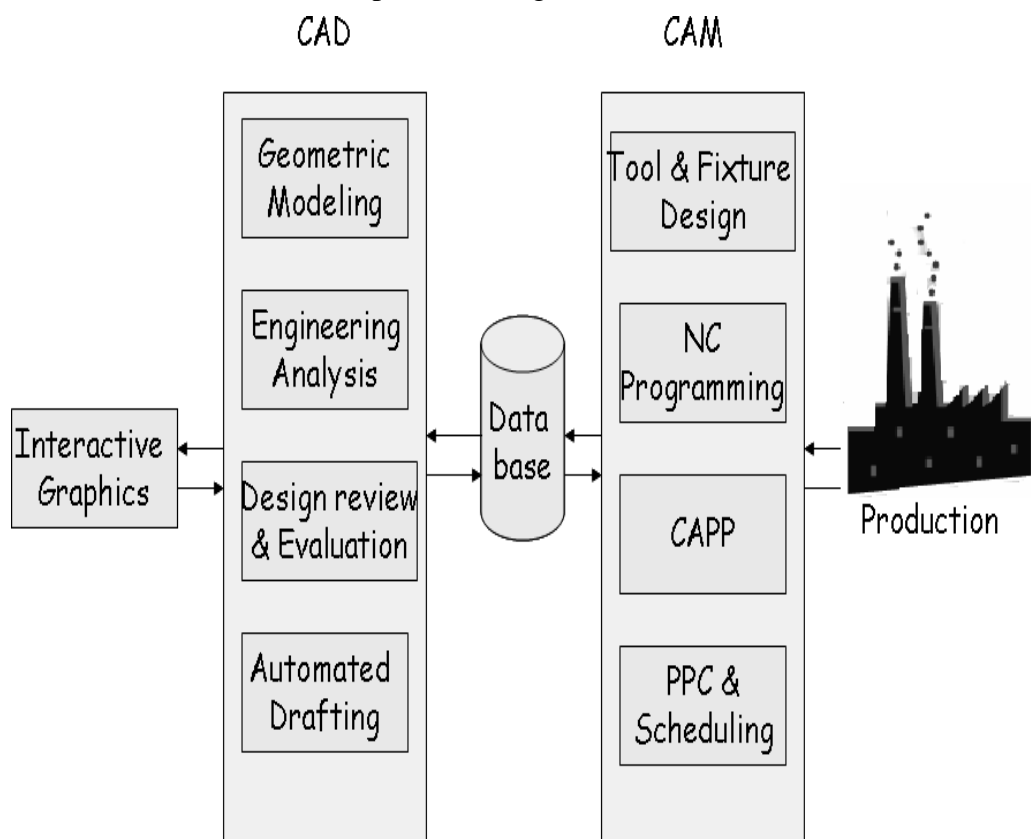 CAD
Geometric
Modeling
Engineering
Analysis
Design review
& Evaluation
Automated
Drafting
Interactive
Graphics
Data
base
CAM
Tool & Fixture
Design
NC
Programming
CAPP
PPC &
Scheduling
Production